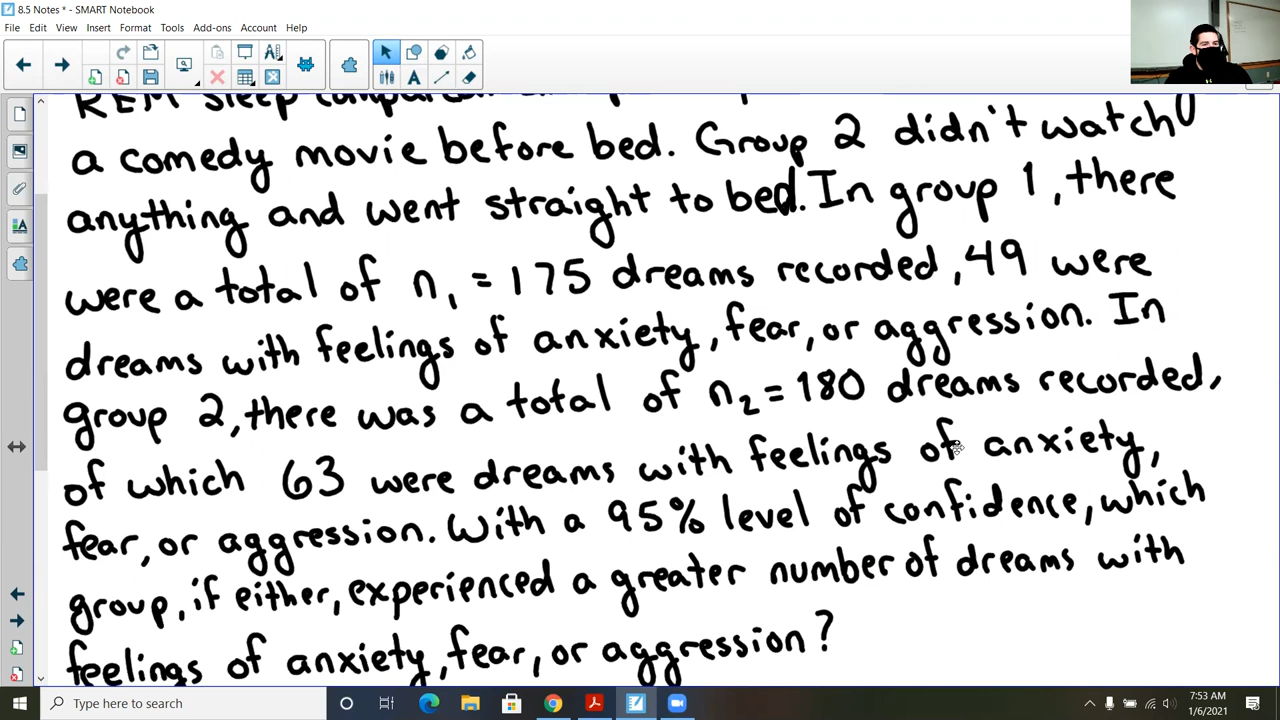 8.5 Notes * - SMART Notebook
File Edit View Insert Format Tools Add-ons Account Help
REM sleep
a comedy movie before bed. Group 2 didn't watch
anything and went straight to bed. In group 1, there
were a total of n₁ = 175 dreams recorded, 49 were
dreams with feelings of anxiety, fear, or aggression. In
group 2, there was a total of n₂ = 180 dreams recorded,
of which 63 were dreams with feelings of anxiety,
fear, or aggression. With a 95% level of confidence, which
group, if either, experienced a greater number of dreams with
feelings of anxiety, fear, or aggression?
Type here to search
7:53 AM
1/6/2021